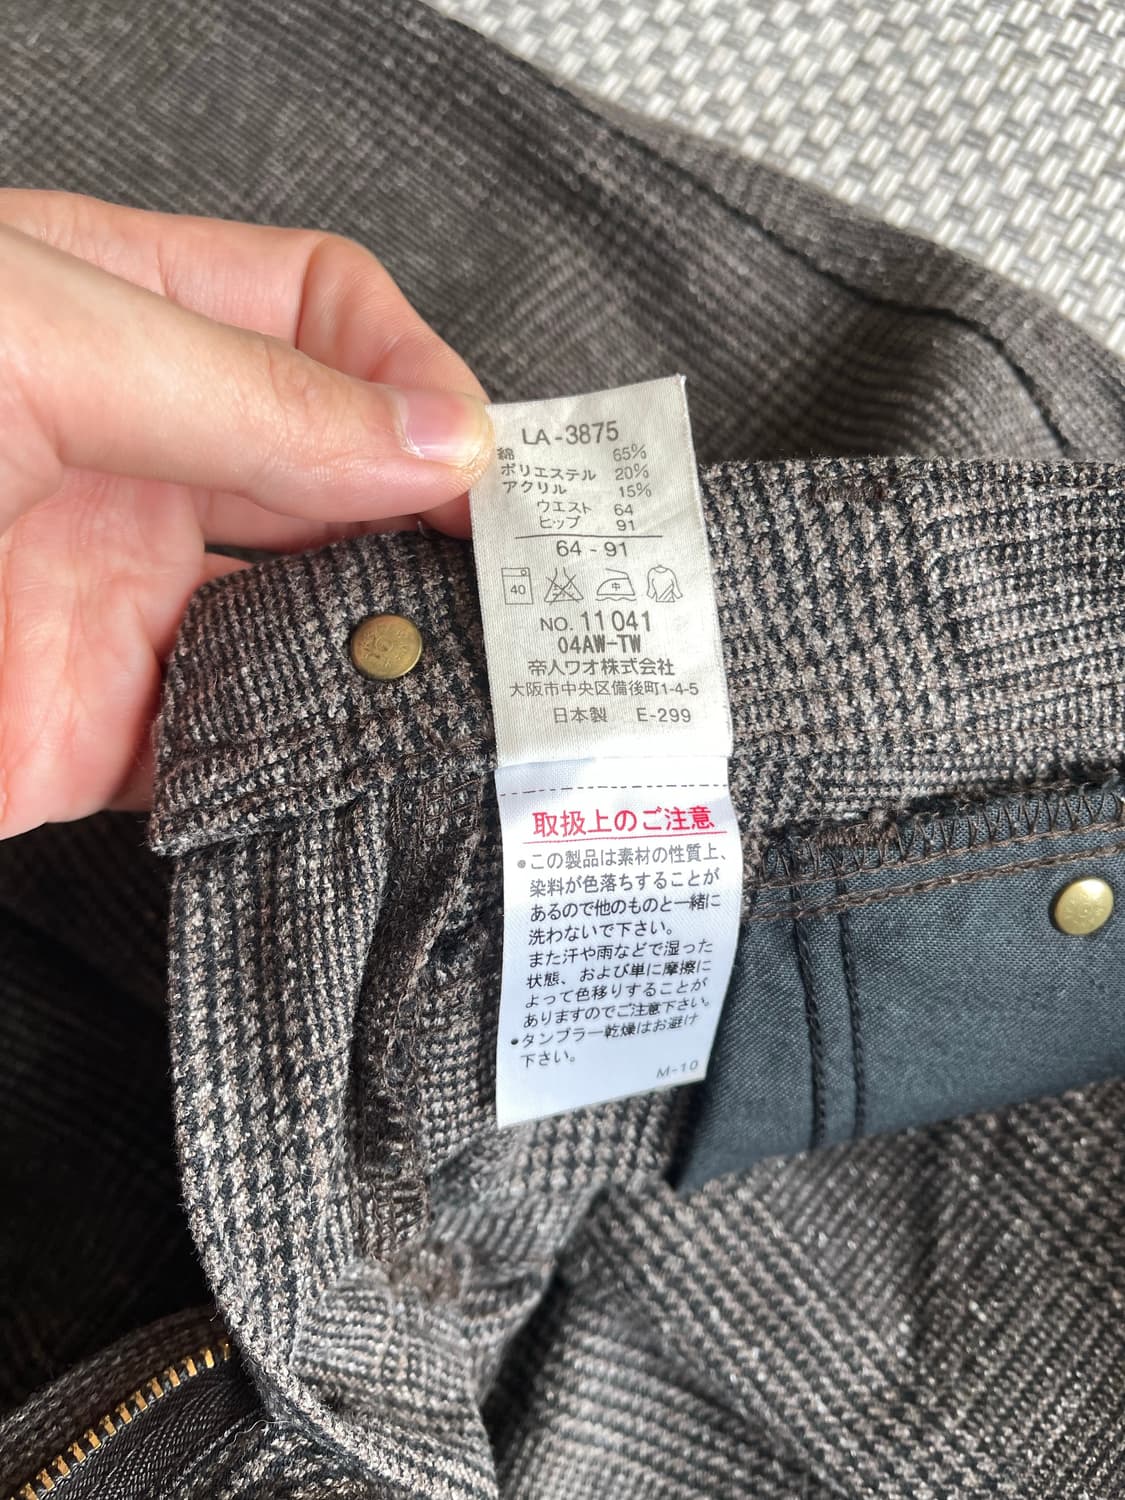 LA-3875
綿 65%
ポリエステル 20%
アクリル 15%
ウエスト 64
ヒップ 91
64 - 91
40 中
NO. 11041
04AW-TW
帝人ワオ株式会社
大阪市中央区備後町1-4-5
日本製 E-299
取扱上のご注意
●この製品は素材の性質上、
染料が色落ちすることが
あるので他のものと一緒に
洗わないで下さい。
また汗や雨などで湿った
状態、および単に摩擦に
よって色移りすることが
ありますのでご注意下さい。
●タンブラー乾燥はお避け
下さい。
M-10